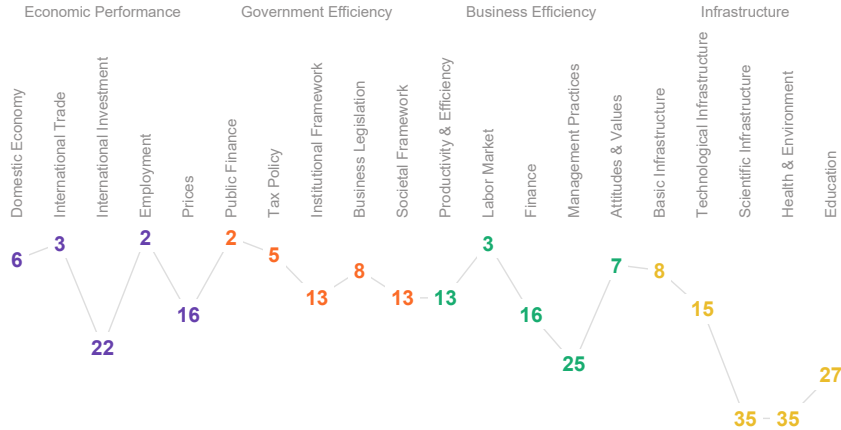 Economic Performance
Government Efficiency
Business Efficiency
Infrastructure
Domestic Economy
International Trade
International Investment
Employment
Prices
Public Finance
Tax Policy
Institutional Framework
Business Legislation
Societal Framework
Productivity & Efficiency
Labor Market
Finance
Management Practices
Attitudes & Values
Basic Infrastructure
Technological Infrastructure
Scientific Infrastructure
Health & Environment
Education
6
3
22
2
16
2
5
13
8
13
13
3
16
25
7
8
15
35
35
27